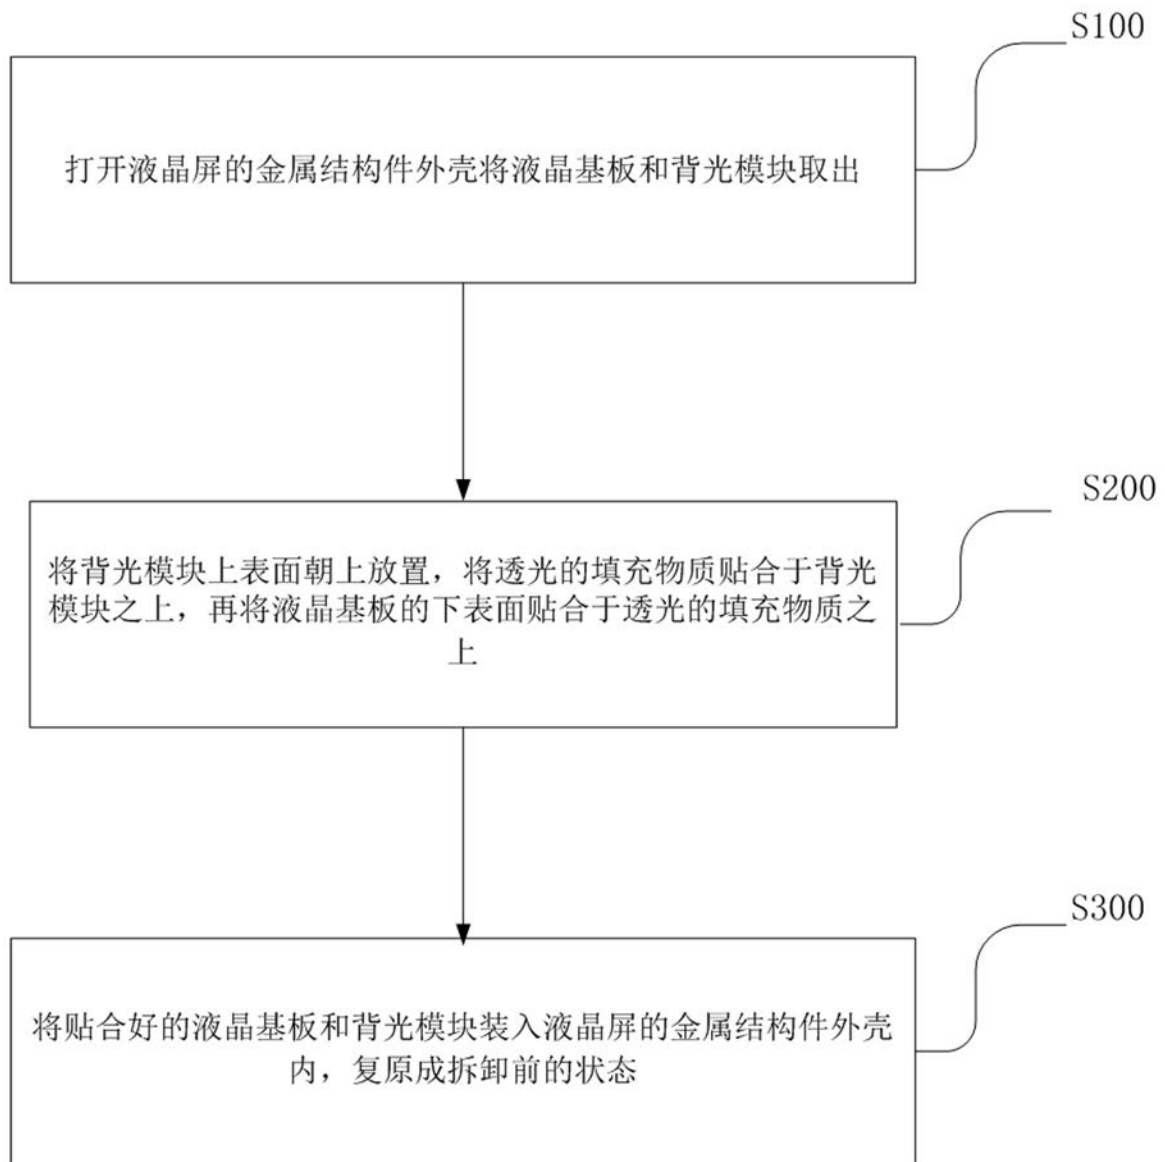 S100
打开液晶屏的金属结构件外壳将液晶基板和背光模块取出
S200
将背光模块上表面朝上放置，将透光的填充物质贴合于背光
模块之上，再将液晶基板的下表面贴合于透光的填充物质之
上
S300
将贴合好的液晶基板和背光模块装入液晶屏的金属结构件外壳
内，复原成拆卸前的状态